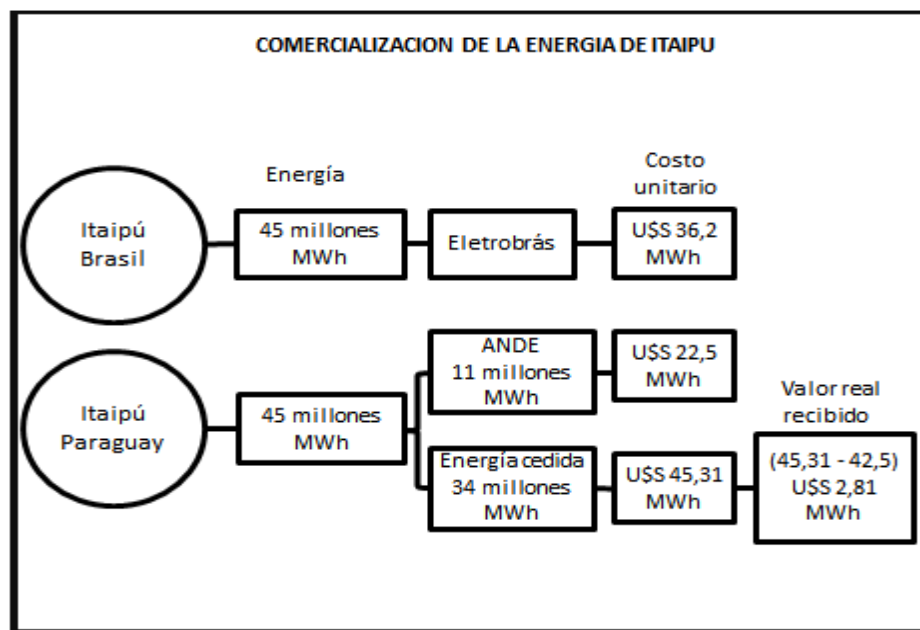 COMERCIALIZACION DE LA ENERGIA DE ITAIPU
Energía
Costo
unitario
Itaipú
Brasil
45 millones
MWh
Eletrobrás
U$S 36,2
MWh
Itaipú
Paraguay
45 millones
MWh
ANDE
11 millones
MWh
U$S 22,5
MWh
Energía cedida
34 millones
MWh
U$S 45,31
MWh
Valor real
recibido
(45,31 - 42,5)
U$S 2,81
MWh